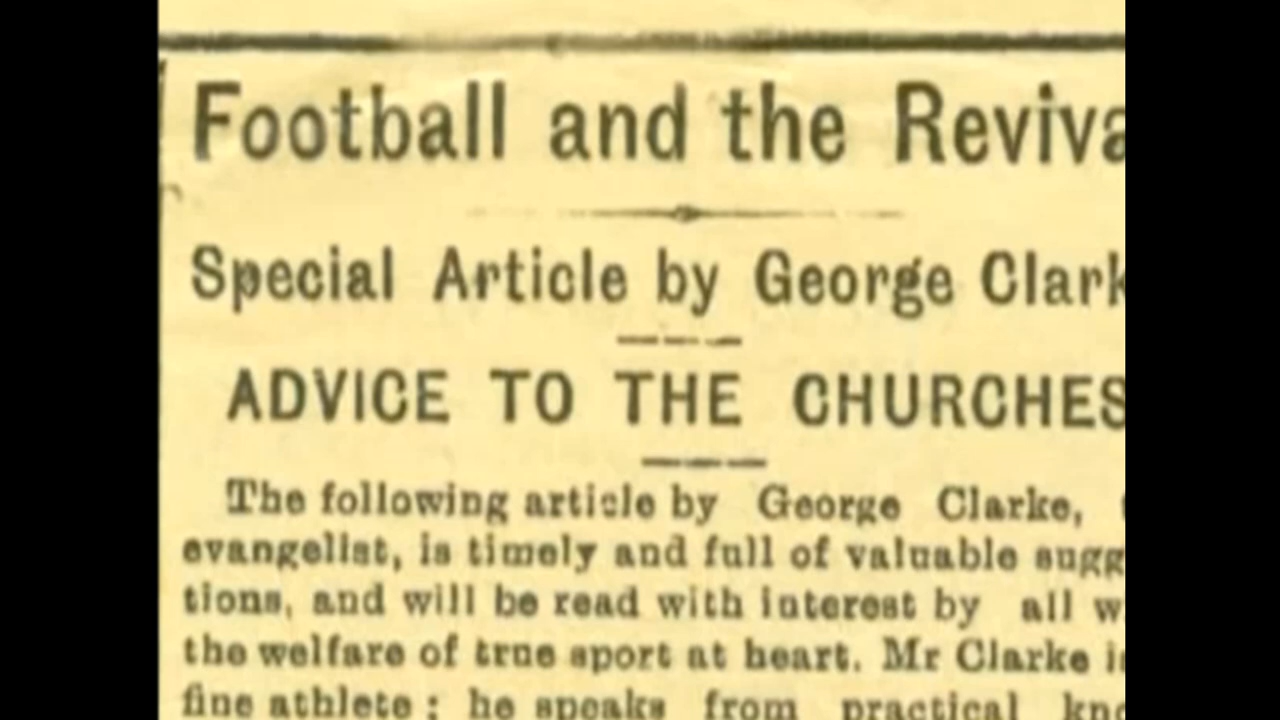 Football and the Reviva
Special Article by George Clark
ADVICE TO THE CHURCHES
The following article by George Clarke,
evangelist, is timely and full of valuable sugg
tions, and will be read with interest by all w
the welfare of true sport at heart. Mr Clarke i
fine athlete; he speaks from practical kno